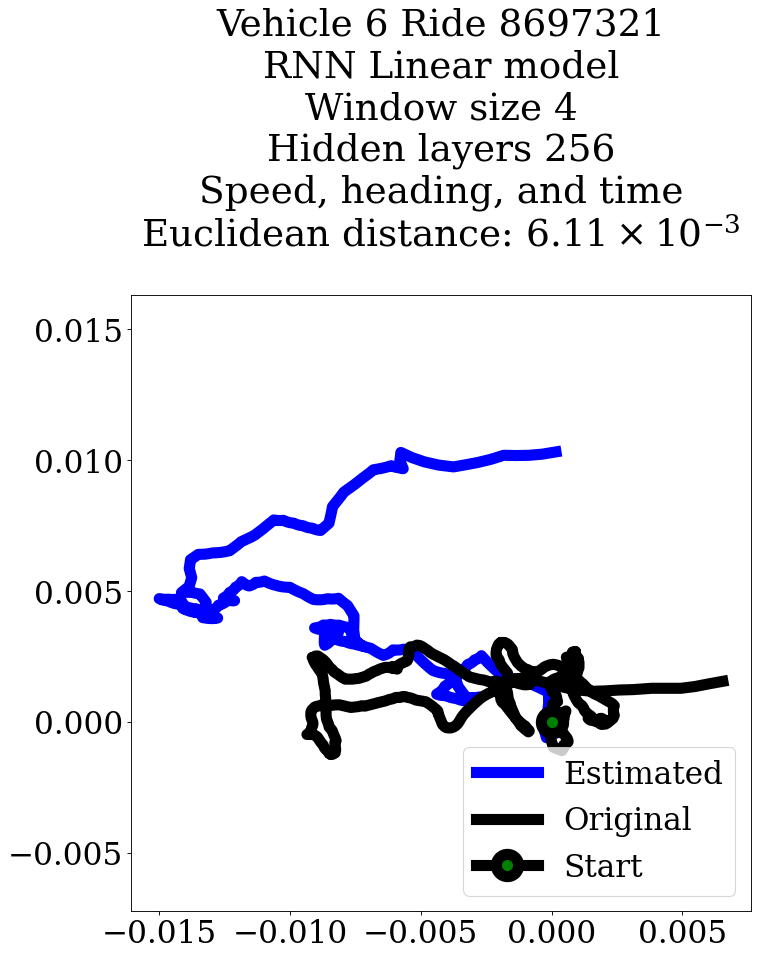 Vehicle 6 Ride 8697321
RNN Linear model
Window size 4
Hidden layers 256
Speed, heading, and time
Euclidean distance: 6.11 × 10⁻³
0.015
0.010
0.005
0.000
−0.005
Estimated
Original
Start
−0.015 −0.010 −0.005 0.000 0.005